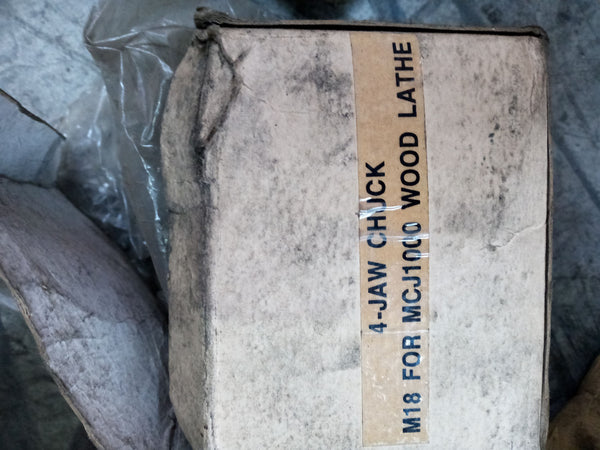 4-JAW CHUCK
M18 FOR MCJ1000 WOOD LATHE